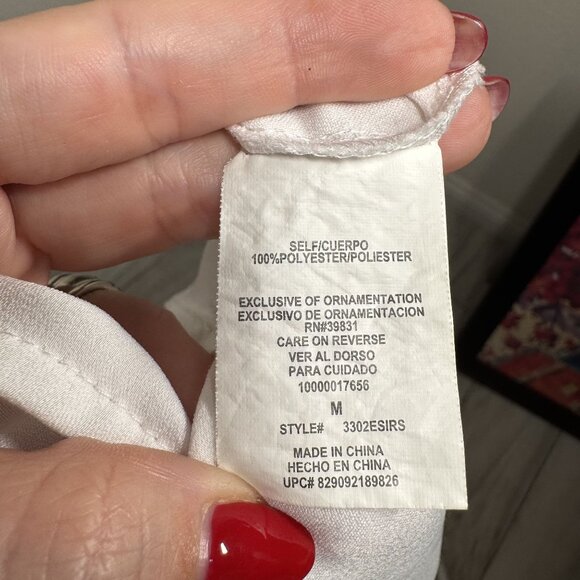 SELF/CUERPO
100%POLYESTER/POLIESTER
EXCLUSIVE OF ORNAMENTATION
EXCLUSIVO DE ORNAMENTACION
RN#39831
CARE ON REVERSE
VER AL DORSO
PARA CUIDADO
10000017656
M
STYLE# 3302ESIRS
MADE IN CHINA
HECHO EN CHINA
UPC# 829092189826